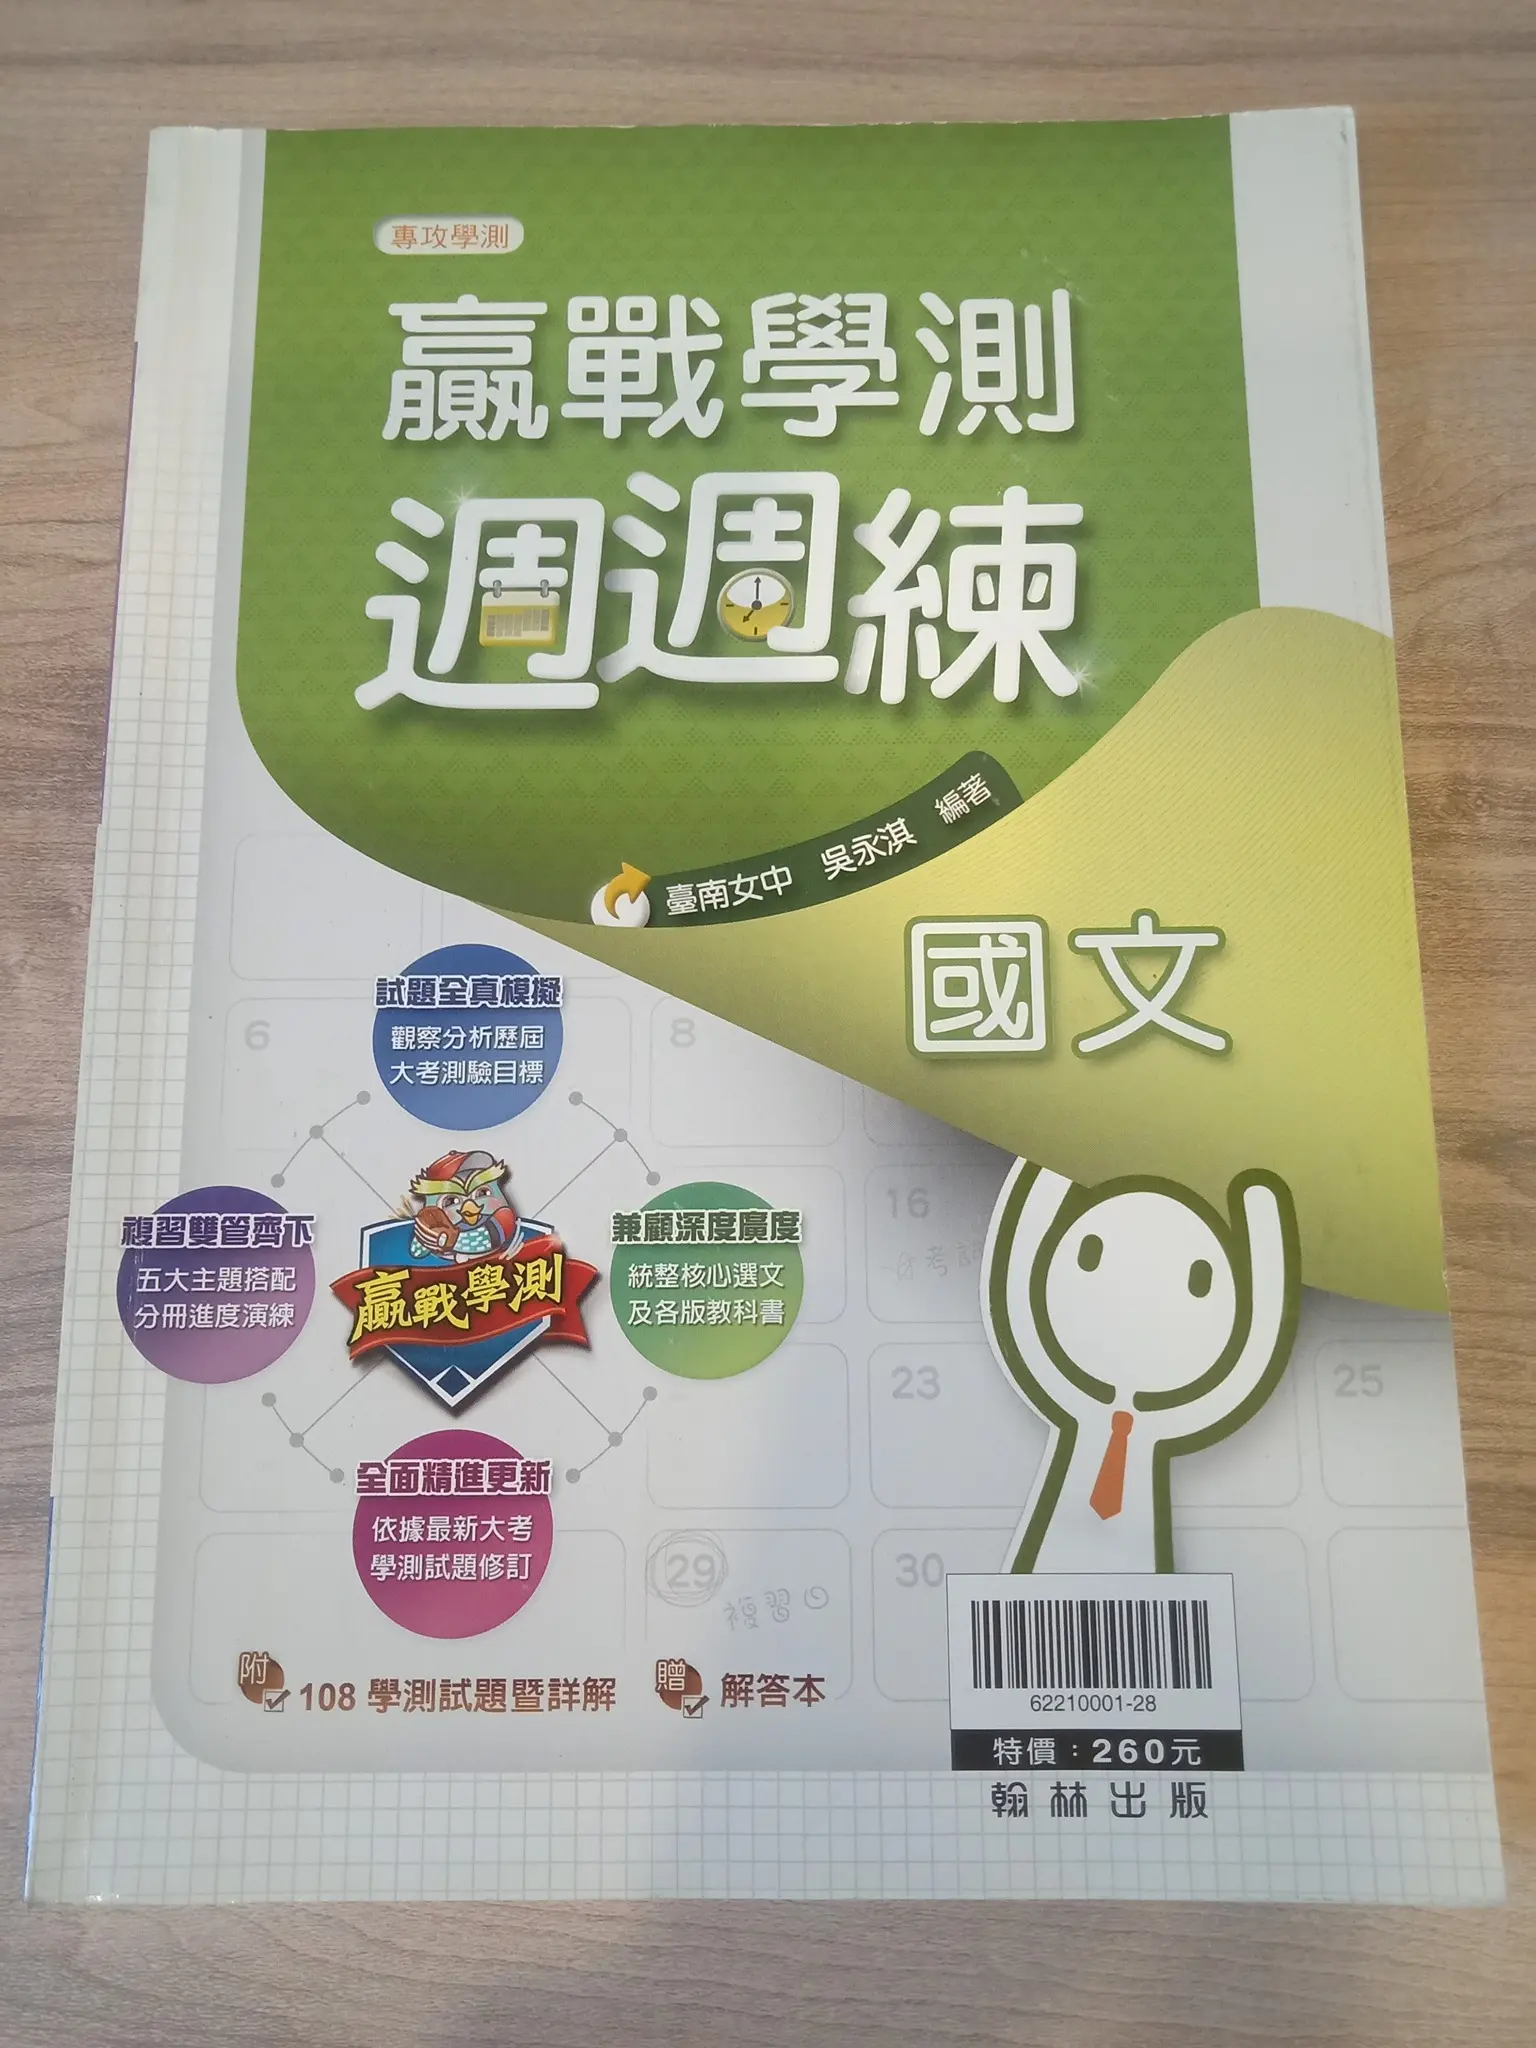 專攻學測
贏戰學測
週週練
臺南女中 吳永淇 編著
國文
試題全真模擬
觀察分析歷屆
大考測驗目標
6
8
複習雙管齊下
五大主題搭配
分冊進度演練
贏戰學測
兼顧深度廣度
統整核心選文
及各版教科書
16
23
25
全面精進更新
依據最新大考
學測試題修訂
29
複習日
30
附 108 學測試題暨詳解
贈 解答本
62210001-28
特價：260元
翰林出版